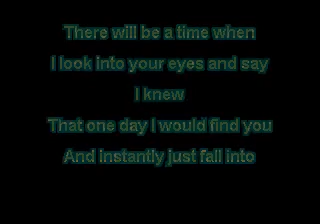 There will be a time when
I look into your eyes and say
I knew
That one day I would find you
And instantly just fall into